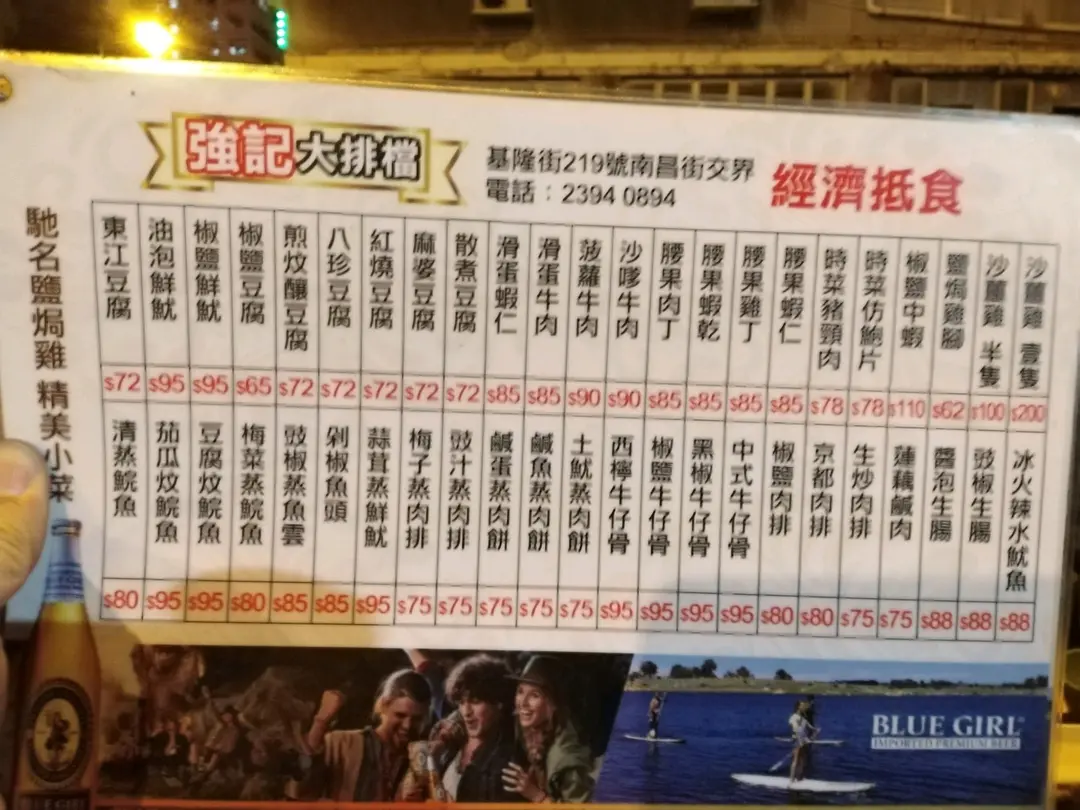 強記大排檔
基隆街219號南昌街交界
電話：2394 0894
經濟抵食
馳名鹽焗雞 精美小菜
沙薑雞 壹隻 $200
沙薑雞 半隻 $100
鹽焗雞腳 $62
椒鹽中蝦 $110
時菜仿鮑片 $78
時菜豬頸肉 $78
腰果蝦仁 $85
腰果雞丁 $85
腰果蝦乾 $85
腰果肉丁 $85
沙嗲牛肉 $90
菠蘿牛肉 $90
滑蛋牛肉 $85
滑蛋蝦仁 $85
散煮豆腐 $72
麻婆豆腐 $72
紅燒豆腐 $72
八珍豆腐 $72
煎炆釀豆腐 $72
椒鹽豆腐 $65
椒鹽鮮魷 $95
油泡鮮魷 $95
東江豆腐 $72
冰火辣水魷魚 $88
豉椒生腸 $88
醬泡生腸 $88
蓮藕鹹肉 $75
生炒肉排 $75
京都肉排 $80
椒鹽肉排 $80
中式牛仔骨 $95
黑椒牛仔骨 $95
椒鹽牛仔骨 $95
西檸牛仔骨 $95
土魷蒸肉餅 $75
鹹魚蒸肉餅 $75
鹹蛋蒸肉餅 $75
豉汁蒸肉排 $75
梅子蒸肉排 $75
蒜茸蒸鮮魷 $95
剁椒魚頭 $85
豉椒蒸魚雲 $85
梅菜蒸鯇魚 $80
豆腐炆鯇魚 $95
茄瓜炆鯇魚 $95
清蒸鯇魚 $80
BLUE GIRL
IMPORTED PREMIUM BEER